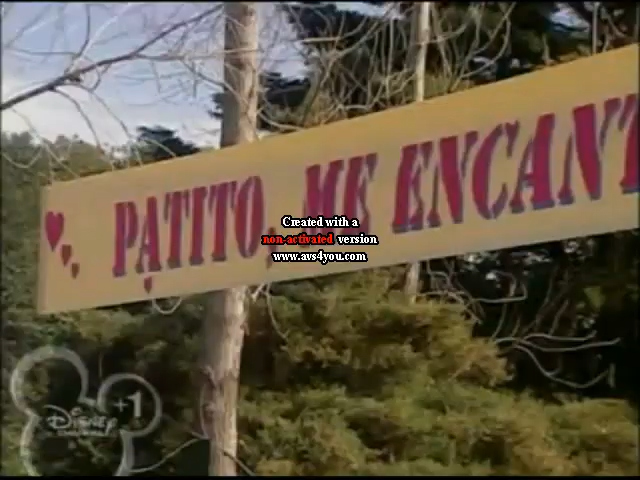 PATITO, ME ENCANT
Created with a
non-activated version
www.avs4you.com
Disney +1